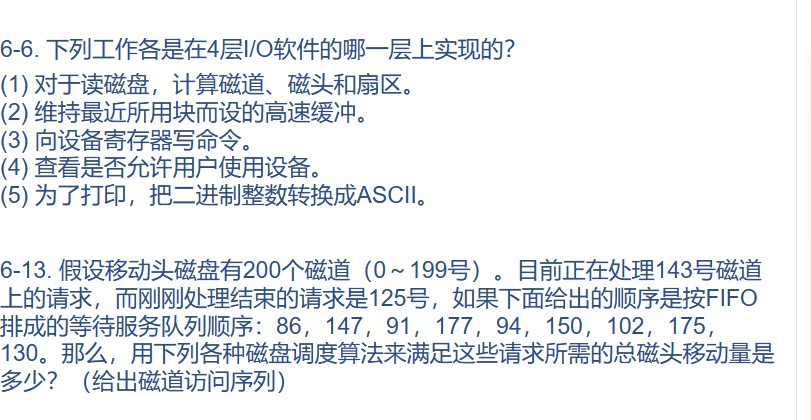 6-6. 下列工作各是在4层I/O软件的哪一层上实现的？
(1) 对于读磁盘，计算磁道、磁头和扇区。
(2) 维持最近所用块而设的高速缓冲。
(3) 向设备寄存器写命令。
(4) 查看是否允许用户使用设备。
(5) 为了打印，把二进制整数转换成ASCII。
6-13. 假设移动头磁盘有200个磁道（0～199号）。目前正在处理143号磁道
上的请求，而刚刚处理结束的请求是125号，如果下面给出的顺序是按FIFO
排成的等待服务队列顺序：86，147，91，177，94，150，102，175，
130。那么，用下列各种磁盘调度算法来满足这些请求所需的总磁头移动量是
多少？（给出磁道访问序列）